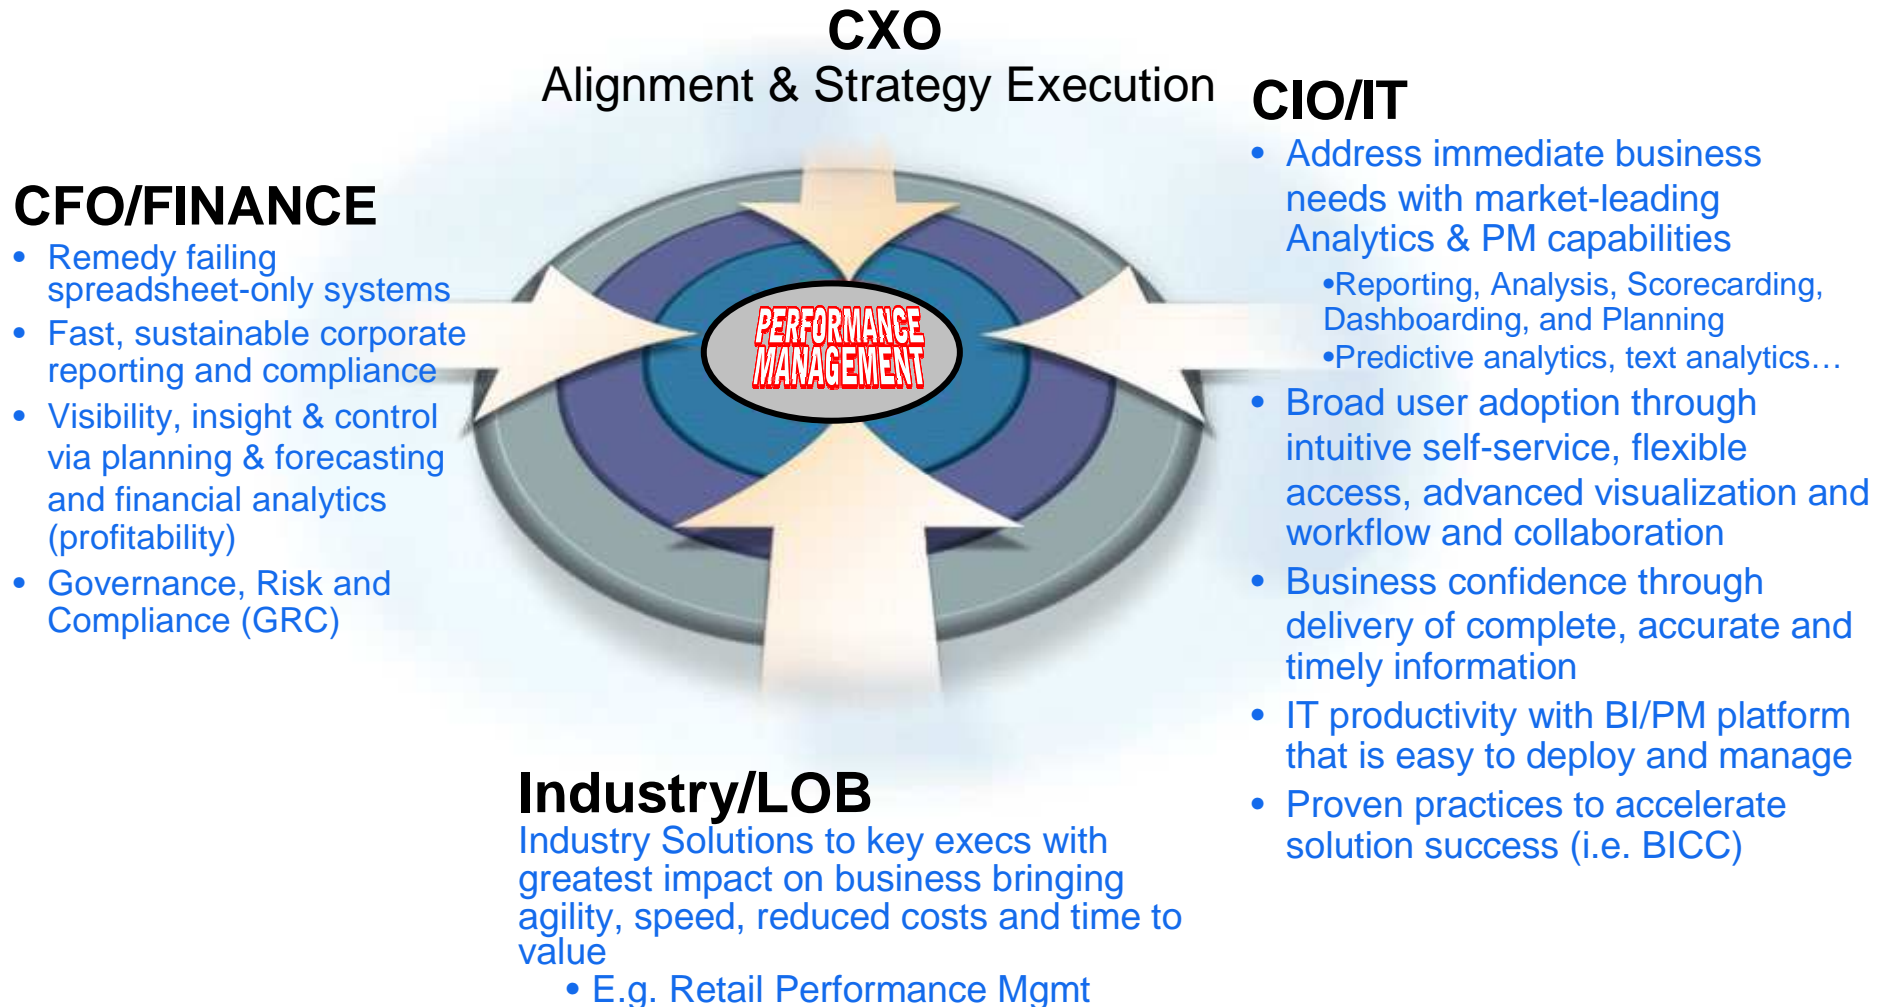 CXO
Alignment & Strategy Execution
CFO/FINANCE
• Remedy failing
spreadsheet-only systems
• Fast, sustainable corporate
reporting and compliance
• Visibility, insight & control
via planning & forecasting
and financial analytics
(profitability)
• Governance, Risk and
Compliance (GRC)
PERFORMANCE
MANAGEMENT
CIO/IT
• Address immediate business
needs with market-leading
Analytics & PM capabilities
•Reporting, Analysis, Scorecarding,
Dashboarding, and Planning
•Predictive analytics, text analytics…
• Broad user adoption through
intuitive self-service, flexible
access, advanced visualization and
workflow and collaboration
• Business confidence through
delivery of complete, accurate and
timely information
• IT productivity with BI/PM platform
that is easy to deploy and manage
• Proven practices to accelerate
solution success (i.e. BICC)
Industry/LOB
Industry Solutions to key execs with
greatest impact on business bringing
agility, speed, reduced costs and time to
value
• E.g. Retail Performance Mgmt